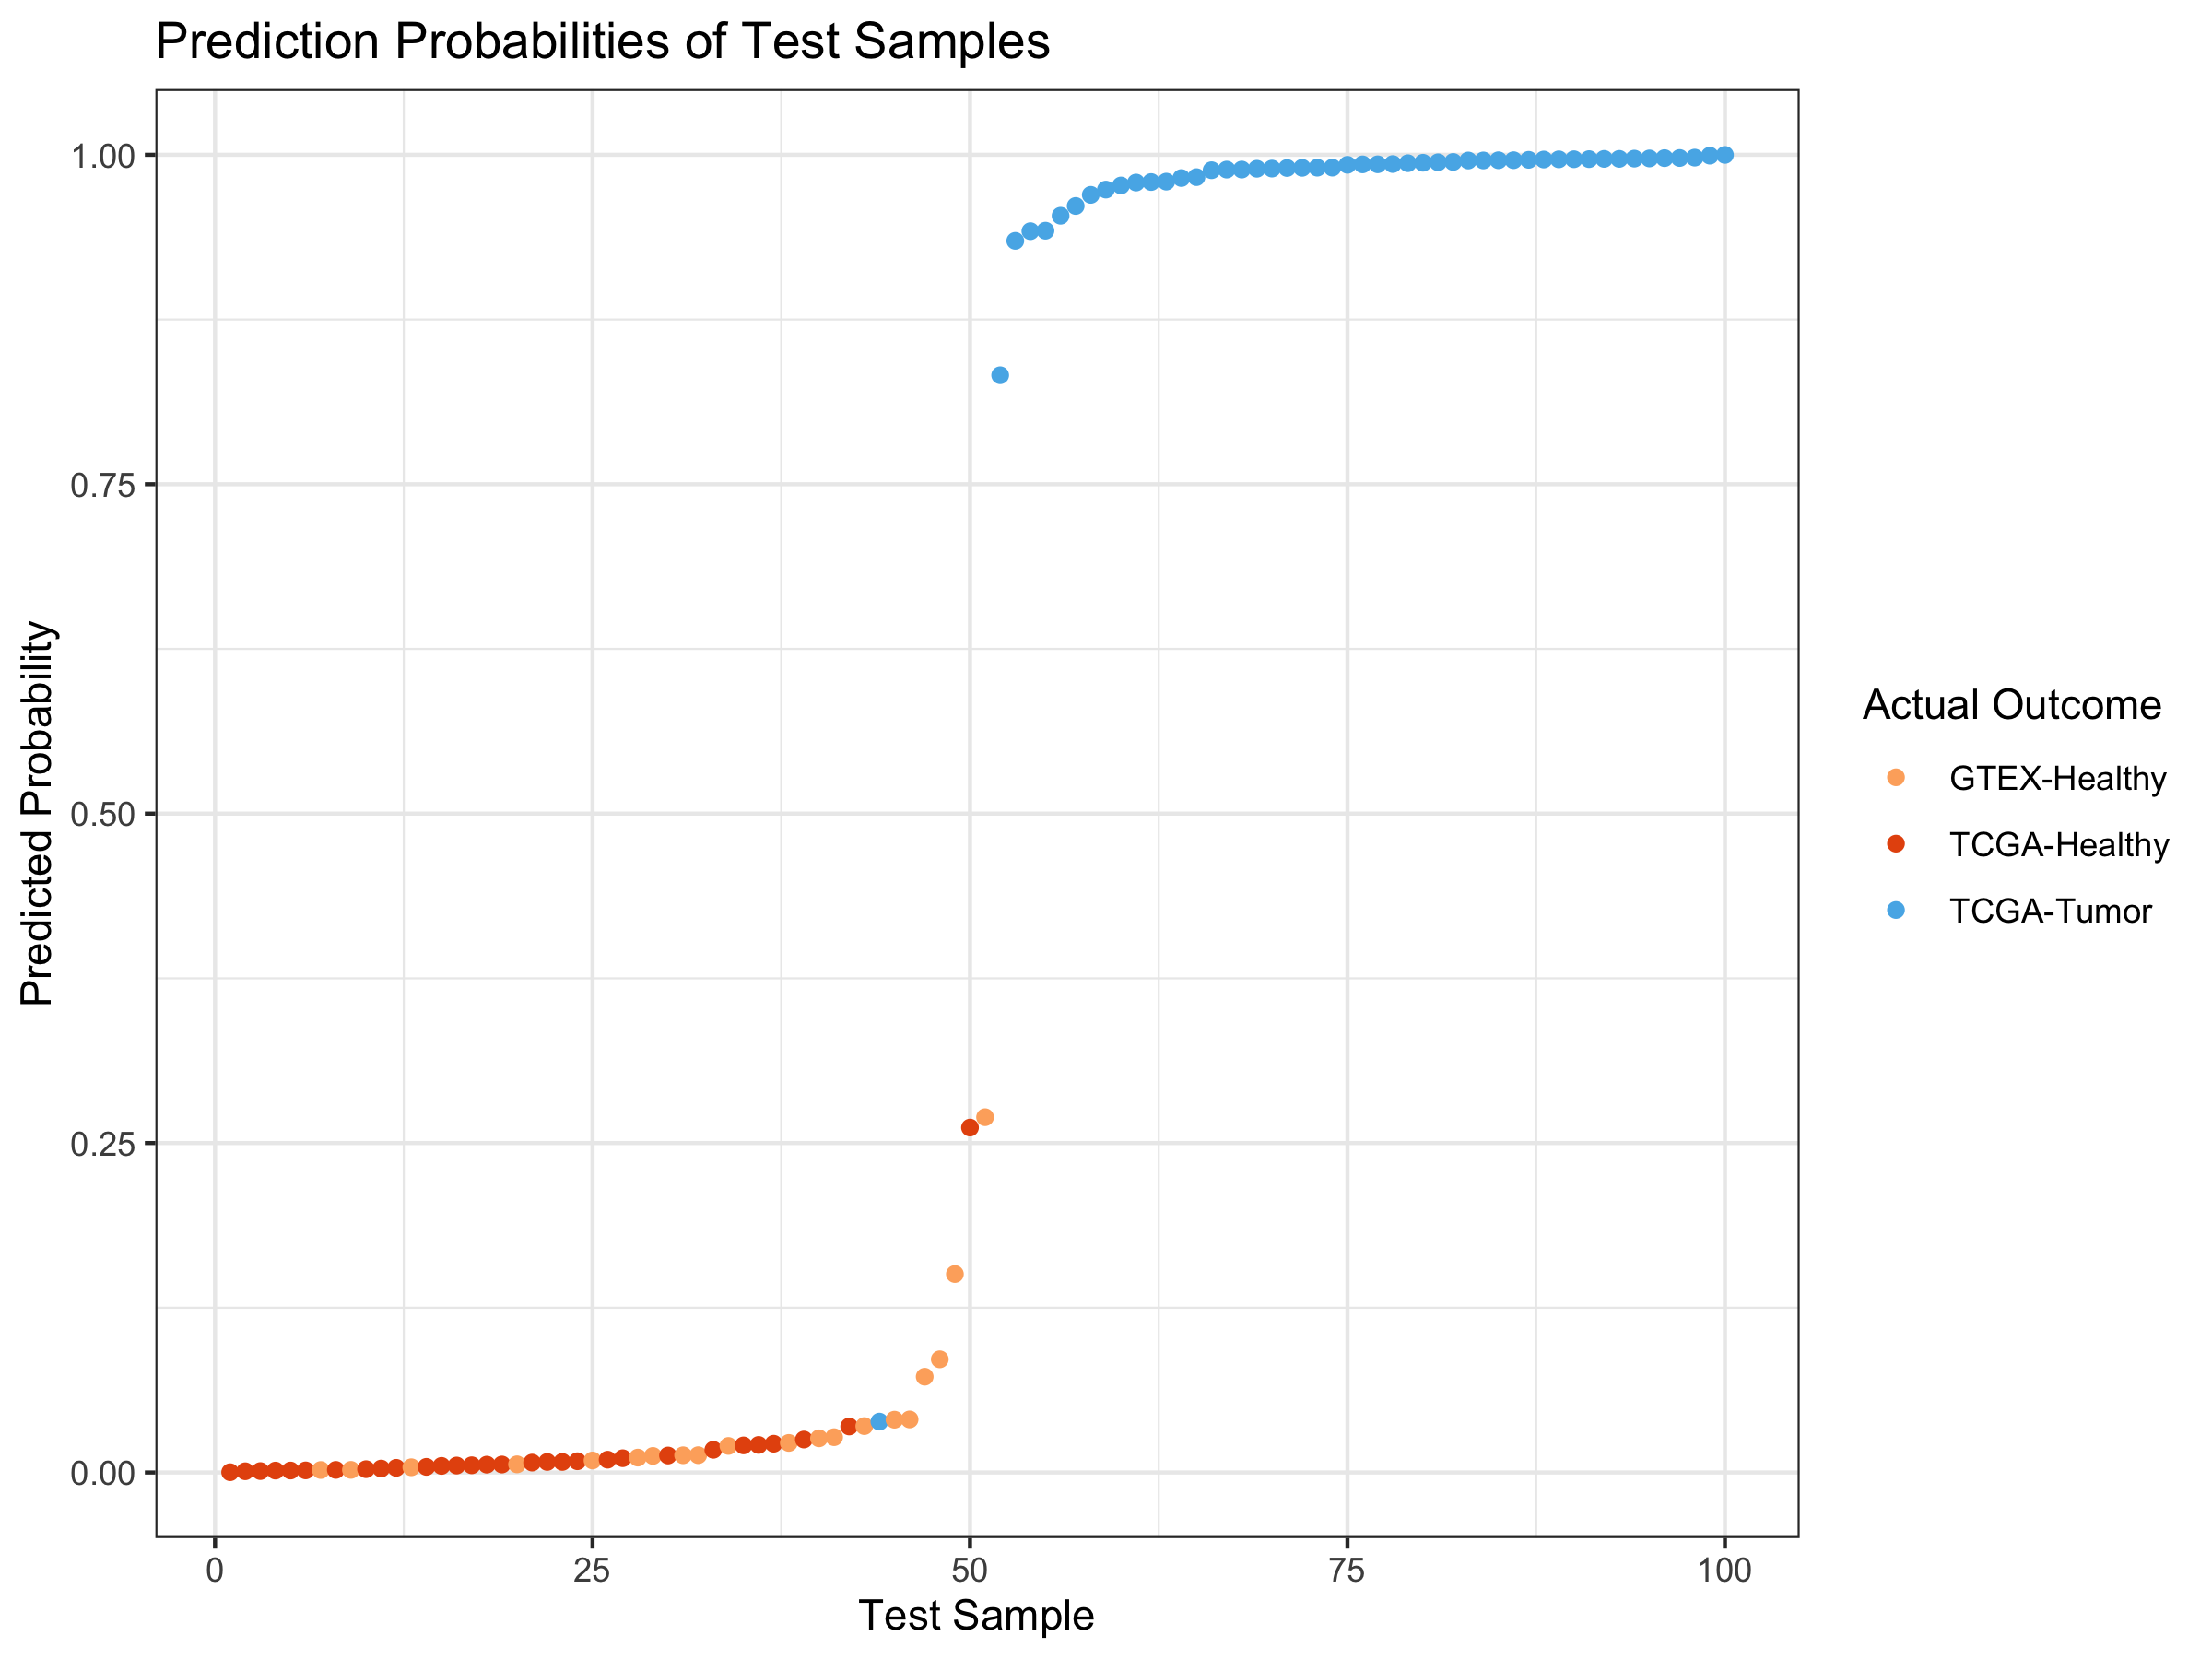 Prediction Probabilities of Test Samples
1.00
0.75
0.50
0.25
0.00
Predicted Probability
0
25
50
75
100
Test Sample
Actual Outcome
GTEX-Healthy
TCGA-Healthy
TCGA-Tumor